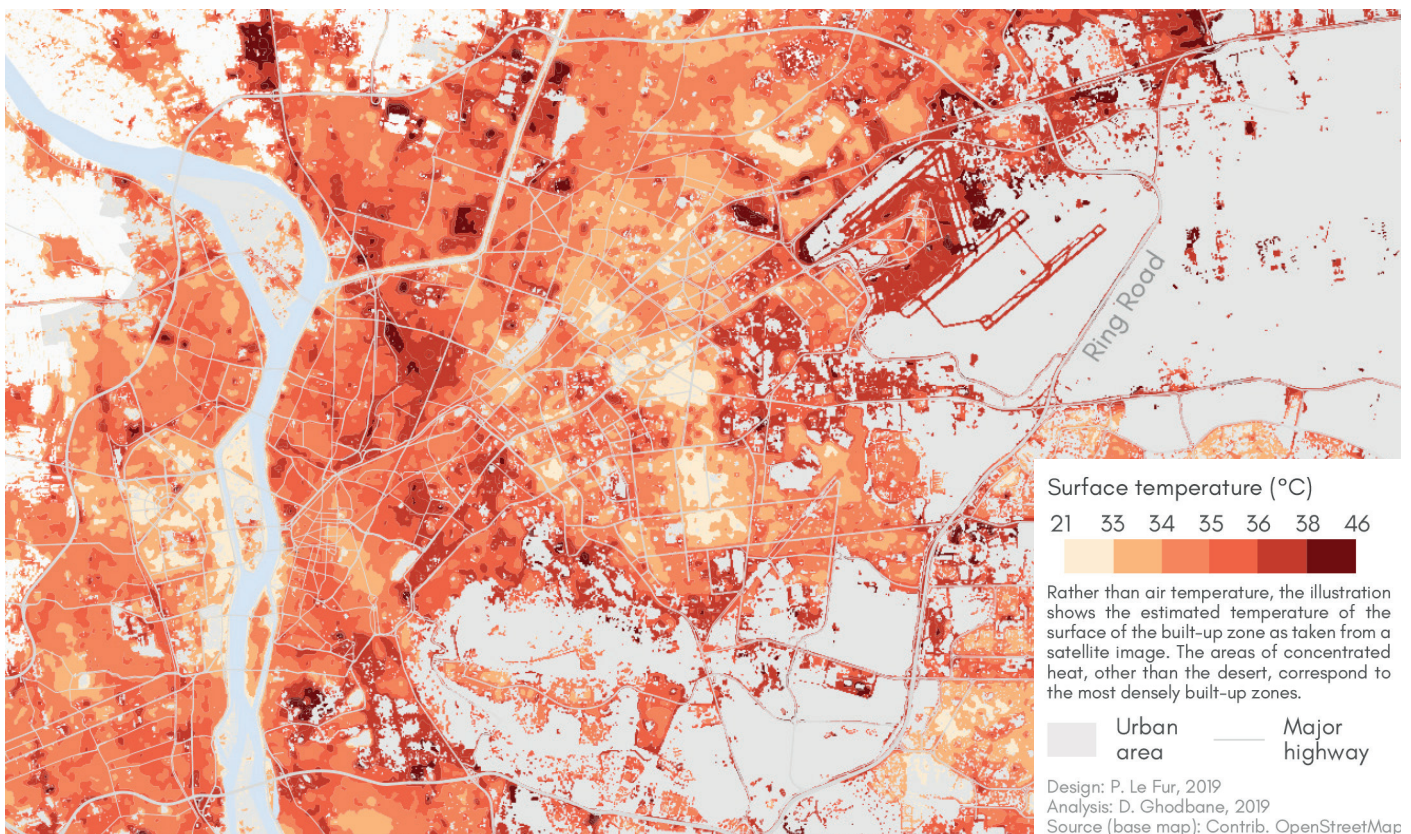 Ring Road
Surface temperature (°C)
21 33 34 35 36 38 46
Rather than air temperature, the illustration
shows the estimated temperature of the
surface of the built-up zone as taken from a
satellite image. The areas of concentrated
heat, other than the desert, correspond to
the most densely built-up zones.
Urban
area
Major
highway
Design: P. Le Fur, 2019
Analysis: D. Ghodbane, 2019
Source (base map): Contrib. OpenStreetMap